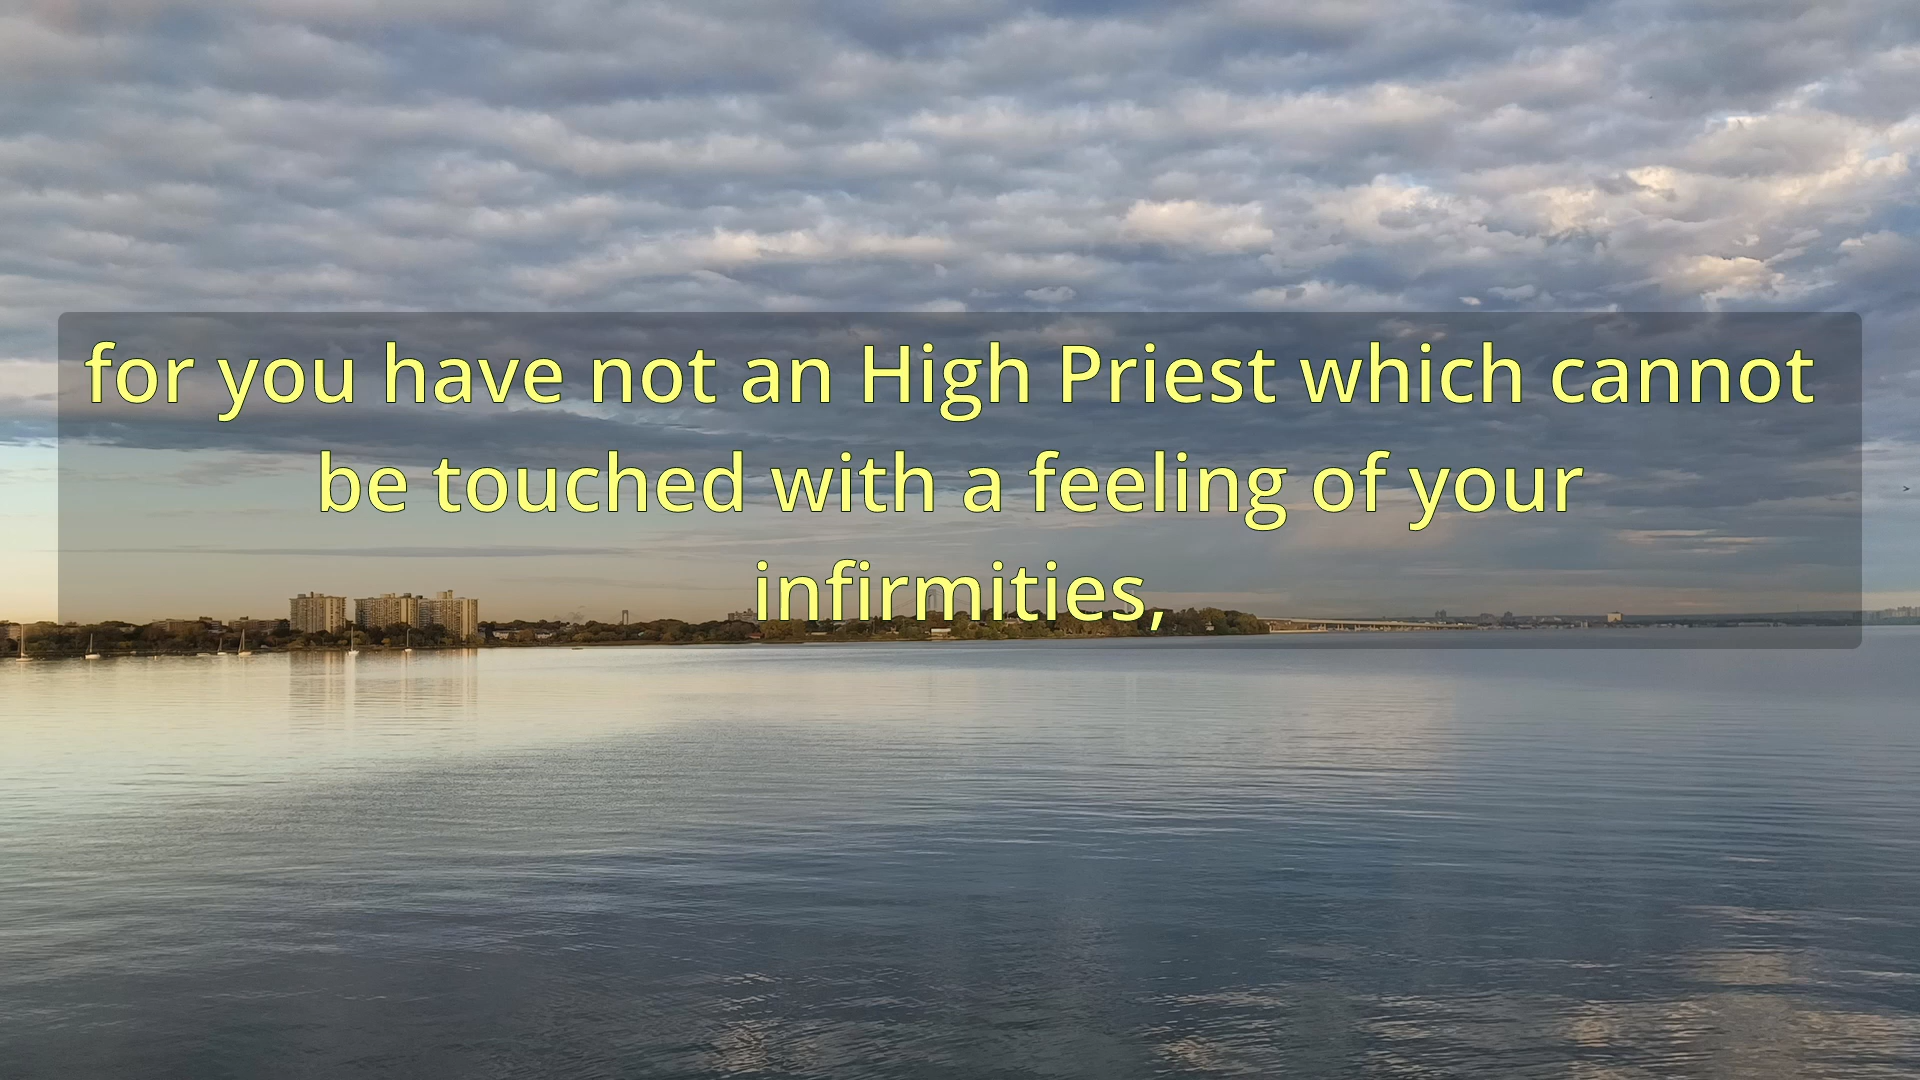 for you have not an High Priest which cannot
be touched with a feeling of your
infirmities,